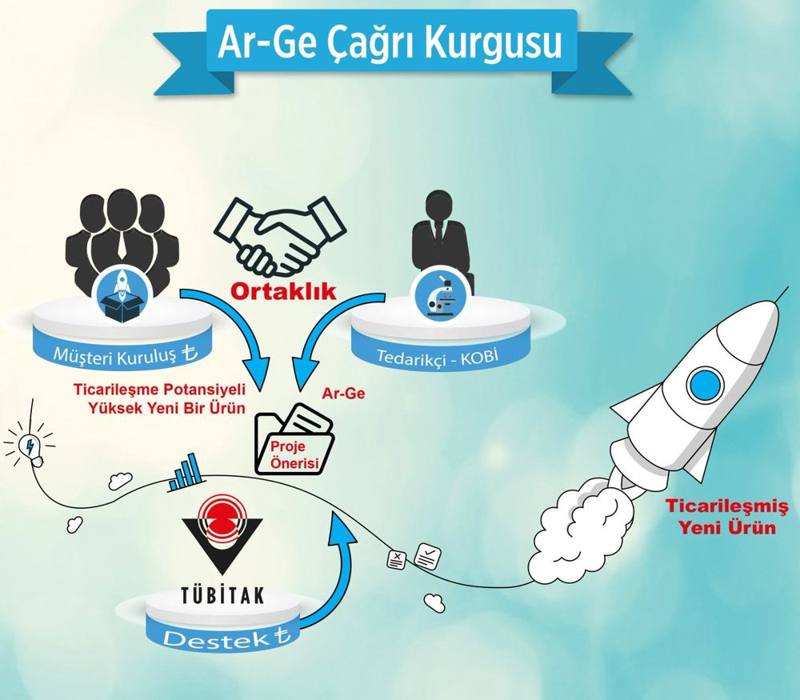 Ar-Ge Çağrı Kurgusu
Ortaklık
Müşteri Kuruluş ₺
Tedarikçi - KOBİ
Ticarileşme Potansiyeli
Yüksek Yeni Bir Ürün
Ar-Ge
Proje
Önerisi
Ticarileşmiş
Yeni Ürün
TÜBİTAK
Destek ₺